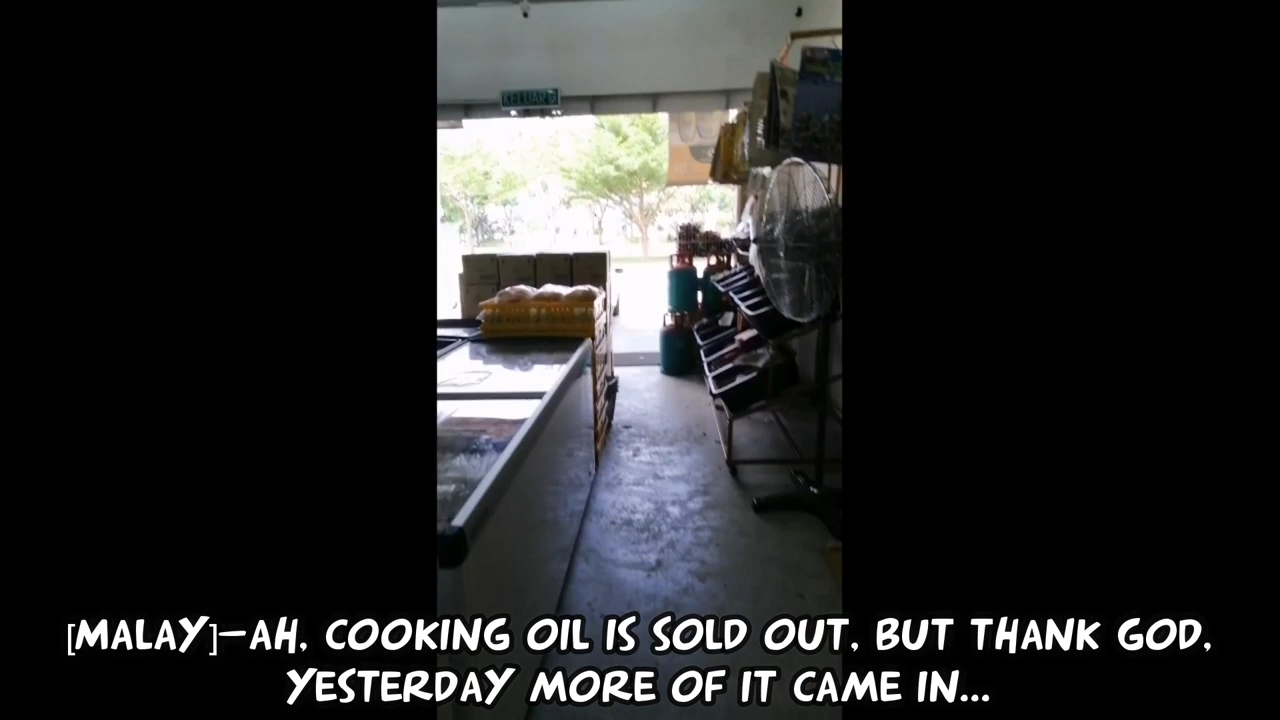 KELUAR
[MALAY]–AH, COOKING OIL IS SOLD OUT, BUT THANK GOD,
YESTERDAY MORE OF IT CAME IN...